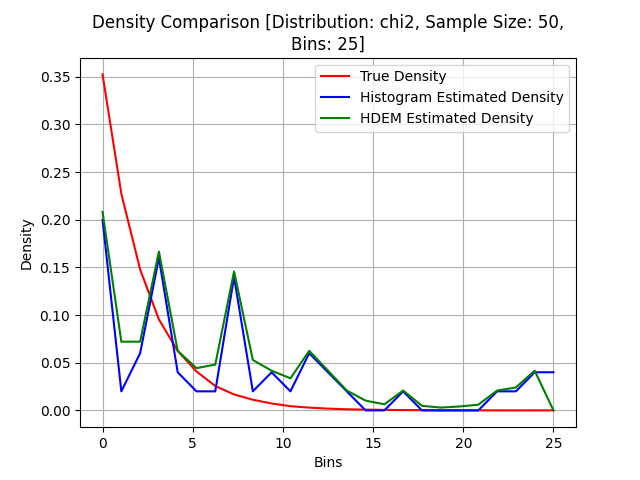 Density Comparison [Distribution: chi2, Sample Size: 50,
Bins: 25]
True Density
Histogram Estimated Density
HDEM Estimated Density
Density
0.35
0.30
0.25
0.20
0.15
0.10
0.05
0.00
0 5 10 15 20 25
Bins